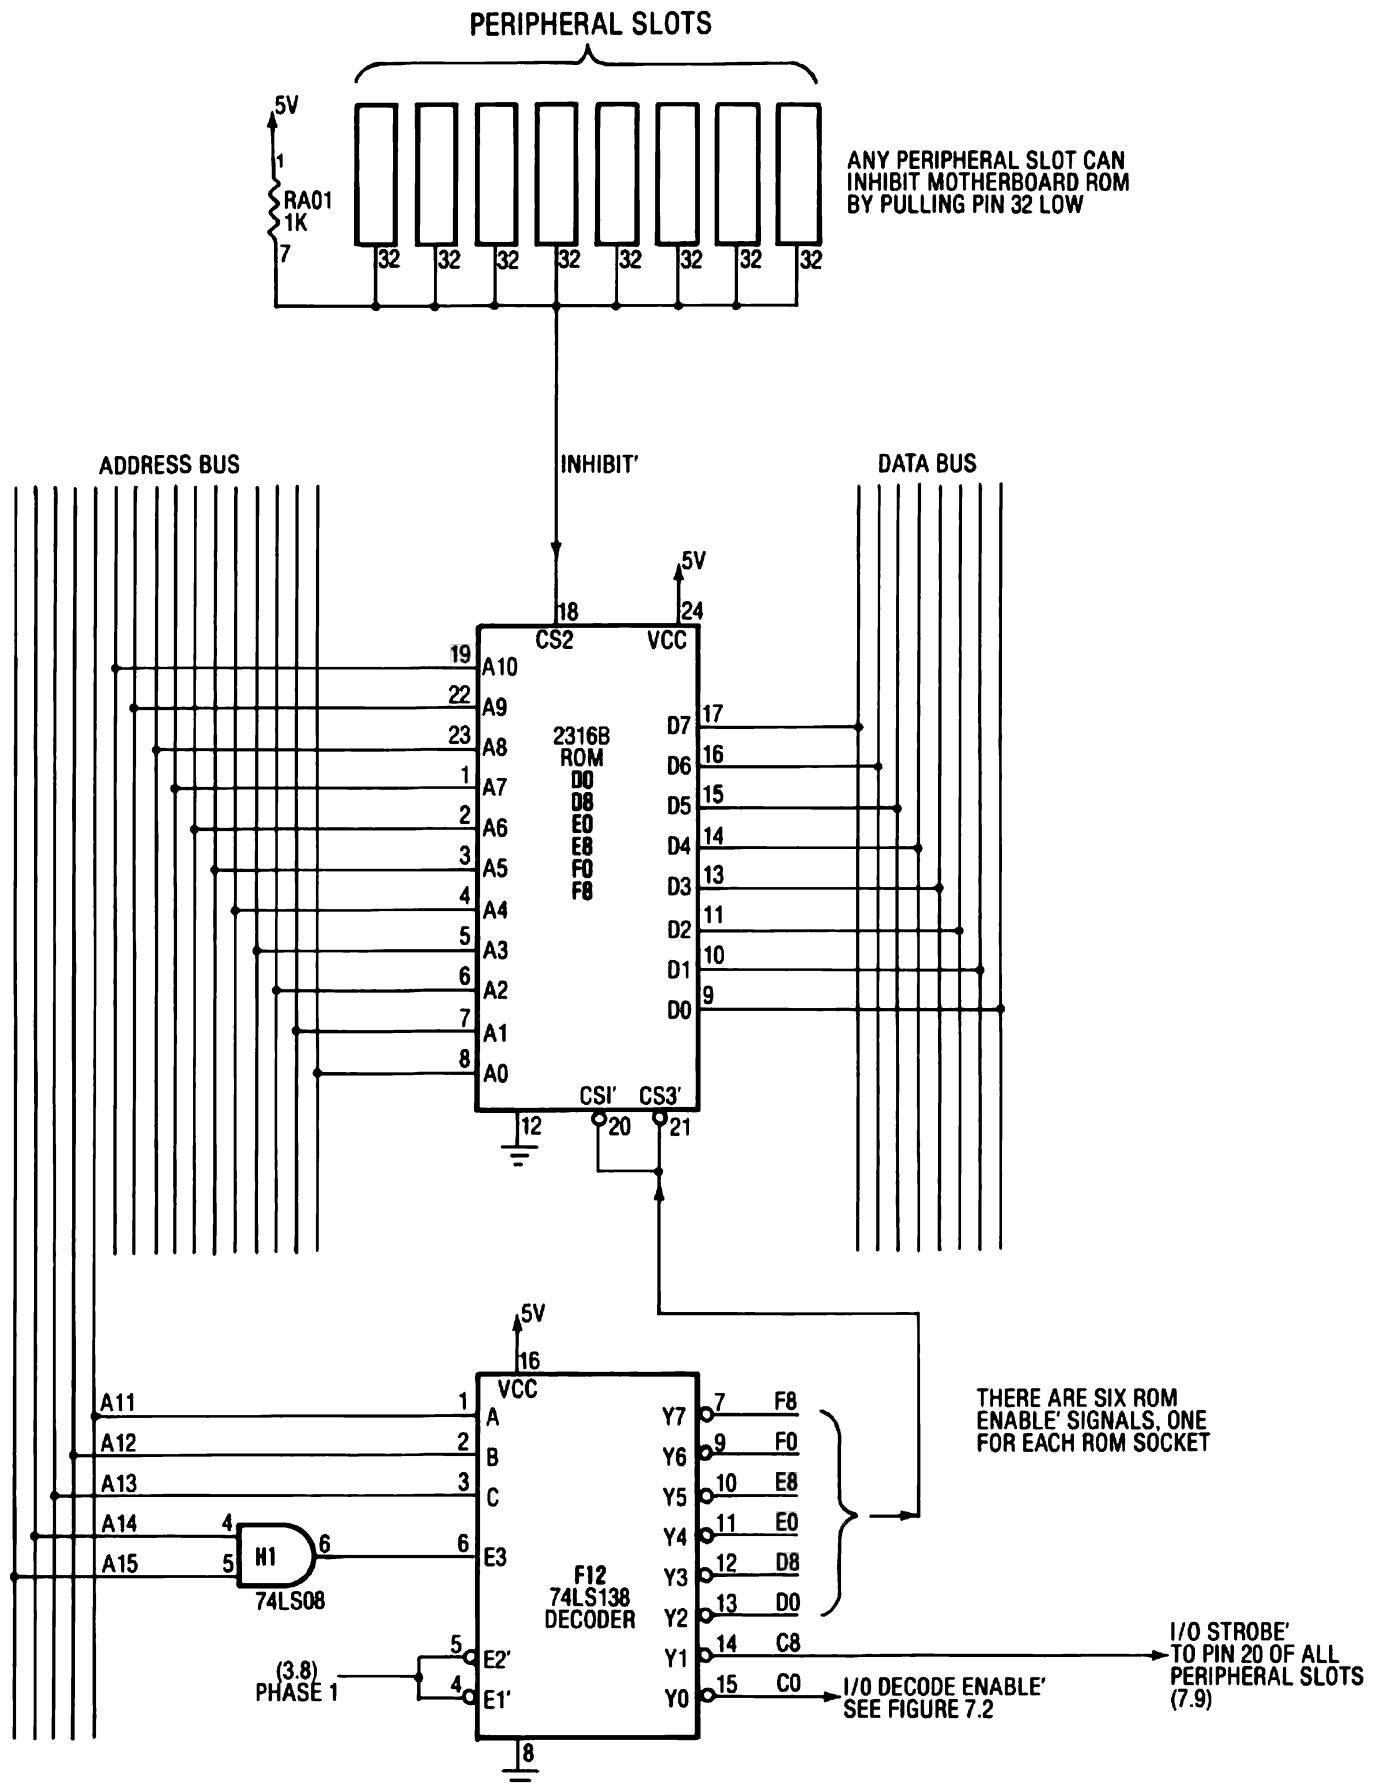 PERIPHERAL SLOTS
5V
1
RA01
1K
7
32 32 32 32 32 32 32 32
ANY PERIPHERAL SLOT CAN
INHIBIT MOTHERBOARD ROM
BY PULLING PIN 32 LOW
ADDRESS BUS
INHIBIT'
DATA BUS
5V
18
24
CS2
VCC
19 A10
22 A9
23 A8
1 A7
2 A6
3 A5
4 A4
5 A3
6 A2
7 A1
8 A0
2316B
ROM
D0
D8
E0
E8
F0
F8
D7 17
D6 16
D5 15
D4 14
D3 13
D2 11
D1 10
D0 9
CSI' CS3'
12
20
21
5V
16
VCC
A11 1 A
A12 2 B
A13 3 C
A14 4
A15 5
H1
6
74LS08
6 E3
F12
74LS138
DECODER
(3.8)
PHASE 1
5 E2'
4 E1'
8
Y7 7 F8
Y6 9 F0
Y5 10 E8
Y4 11 E0
Y3 12 D8
Y2 13 D0
Y1 14 C8
Y0 15 C0
THERE ARE SIX ROM
ENABLE' SIGNALS, ONE
FOR EACH ROM SOCKET
I/O STROBE'
TO PIN 20 OF ALL
PERIPHERAL SLOTS
(7.9)
I/O DECODE ENABLE'
SEE FIGURE 7.2